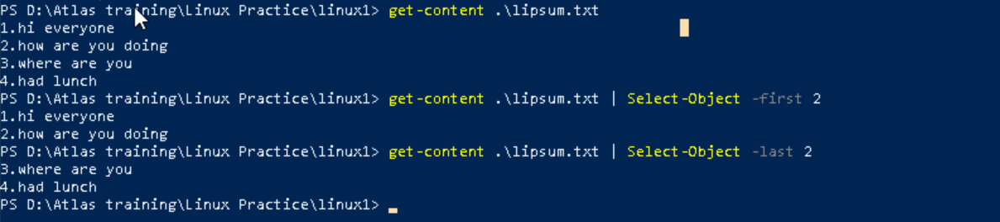 PS D:\Atlas training\Linux Practice\linux1> get-content .\lipsum.txt
1.hi everyone
2.how are you doing
3.where are you
4.had lunch
PS D:\Atlas training\Linux Practice\linux1> get-content .\lipsum.txt | Select-Object -first 2
1.hi everyone
2.how are you doing
PS D:\Atlas training\Linux Practice\linux1> get-content .\lipsum.txt | Select-Object -last 2
3.where are you
4.had lunch
PS D:\Atlas training\Linux Practice\linux1>